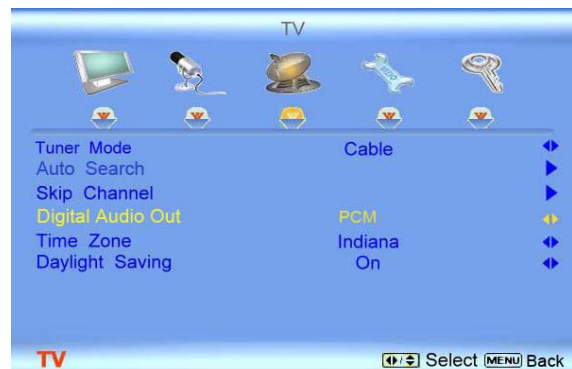 TV
Tuner Mode Cable
Auto Search
Skip Channel
Digital Audio Out PCM
Time Zone Indiana
Daylight Saving On
TV Select MENU Back